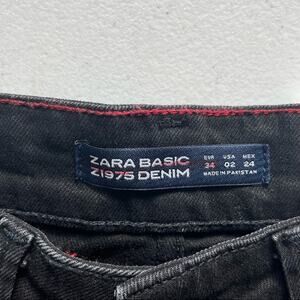 ZARA BASIC
Z1975 DENIM
EUR USA MEX
34 02 24
MADE IN PAKISTAN